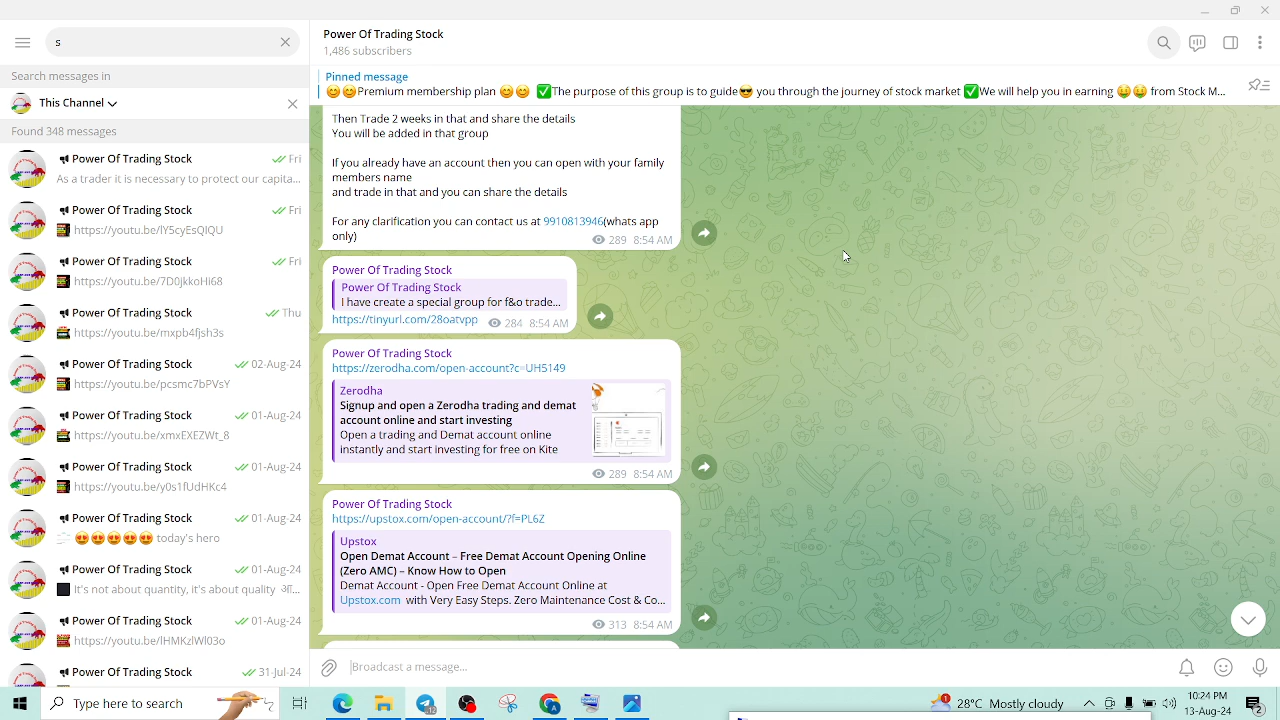 s
Search messages in
This Channel
Found 348 messages
Power Of Trading Stock Fri
As a trader it is necessary to protect our capita...
Power Of Trading Stock Fri
https://youtu.be/IY5cyEsQlQU
Power Of Trading Stock Fri
https://youtu.be/7D0jkkoHi68
Power Of Trading Stock Thu
https://youtu.be/mxpb4fjsh3s
Power Of Trading Stock 02-Aug-24
https://youtu.be/pcsmc7bPVsY
Power Of Trading Stock 01-Aug-24
https://youtu.be/xmxEXEZWt_8
Power Of Trading Stock 01-Aug-24
https://youtu.be/y0s1fUdHKc4
Power Of Trading Stock 01-Aug-24
😍😍😍😍😍 today's hero
Power Of Trading Stock 01-Aug-24
It's not about quantity, it's about quality
Power Of Trading Stock 01-Aug-24
https://youtu.be/lHMKzlWl03o
Power Of Trading Stock 31-Jul-24
Power Of Trading Stock
1,486 subscribers
Pinned message
😊😊Premium membership plan 😊😊 ✅The purpose of this group is to guide😎 you through the journey of stock market ✅We will help you in earning 🤑🤑 from Stock M...
Then Trade 2 weeks in that and share the details
You will be added in that group
If you already have an account then you can open with your family
members name
and trade in that and you can share the details
For any clarification you can contact us at 9910813946(whats app
only) 289 8:54 AM
Power Of Trading Stock
Power Of Trading Stock
I have create a special group for f&o trade...
https://tinyurl.com/28oatvpp 284 8:54 AM
Power Of Trading Stock
https://zerodha.com/open-account?c=UH5149
Zerodha
Signup and open a Zerodha trading and demat
account online and start investing
Open a trading and Demat account online
instantly and start investing for free on Kite
289 8:54 AM
Power Of Trading Stock
https://upstox.com/open-account/?f=PL6Z
Upstox
Open Demat Account – Free Demat Account Opening Online
(Zero AMC) – Know How to Open
Demat Account - Open Free Demat Account Online at
Upstox.com with Very Easy Steps. Zero Maintenance Cost & Co...
313 8:54 AM
Broadcast a message...
Type here to search
28°C Mostly cloudy
10:24 PM
13-Aug-24
2